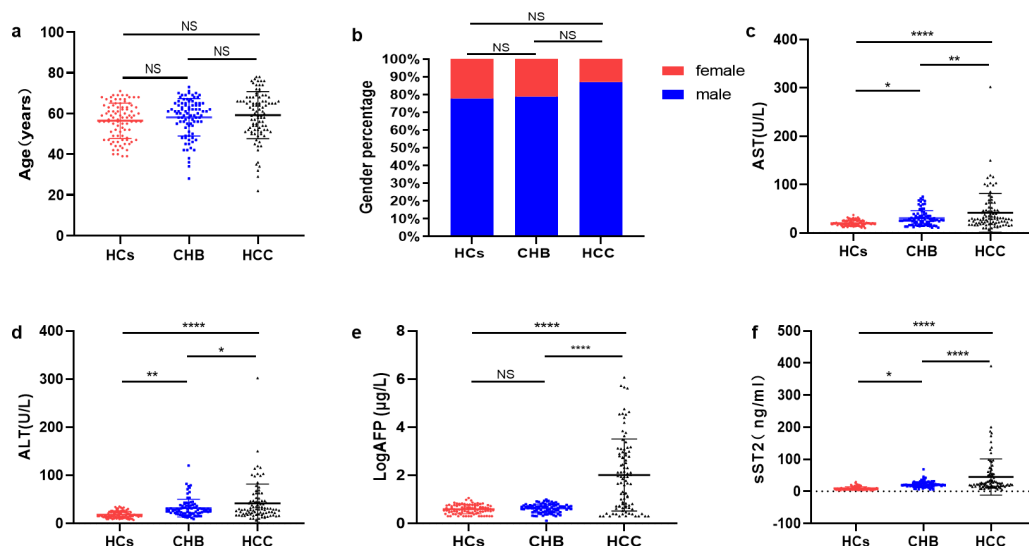 a
NS
NS
NS
100
80
60
40
20
0
Age(years)
HCs
CHB
HCC
b
NS
NS
NS
100%
90%
80%
70%
60%
50%
40%
30%
20%
10%
0%
Gender percentage
HCs
CHB
HCC
female
male
c
****
**
*
400
300
200
100
0
AST(U/L)
HCs
CHB
HCC
d
****
*
**
400
300
200
100
0
ALT(U/L)
HCs
CHB
HCC
e
****
****
NS
8
6
4
2
0
LogAFP (μg/L)
HCs
CHB
HCC
f
****
****
*
500
400
300
200
100
0
-100
sST2( ng/ml)
HCs
CHB
HCC